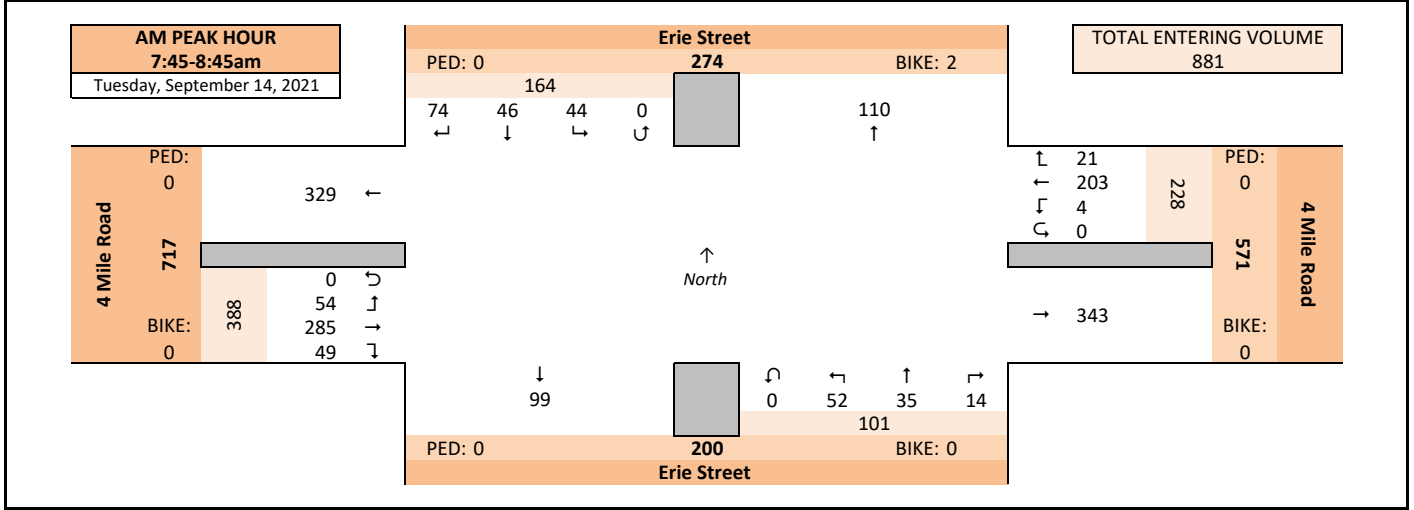 AM PEAK HOUR
7:45-8:45am
Tuesday, September 14, 2021
Erie Street
PED: 0 274 BIKE: 2
164
74 46 44 0
110
TOTAL ENTERING VOLUME
881
4 Mile Road
PED:
0
717
BIKE:
0
329
388
0
54
285
49
North
21
203
4
0
228
343
PED:
0
571
BIKE:
0
4 Mile Road
99
0 52 35 14
101
PED: 0 200 BIKE: 0
Erie Street